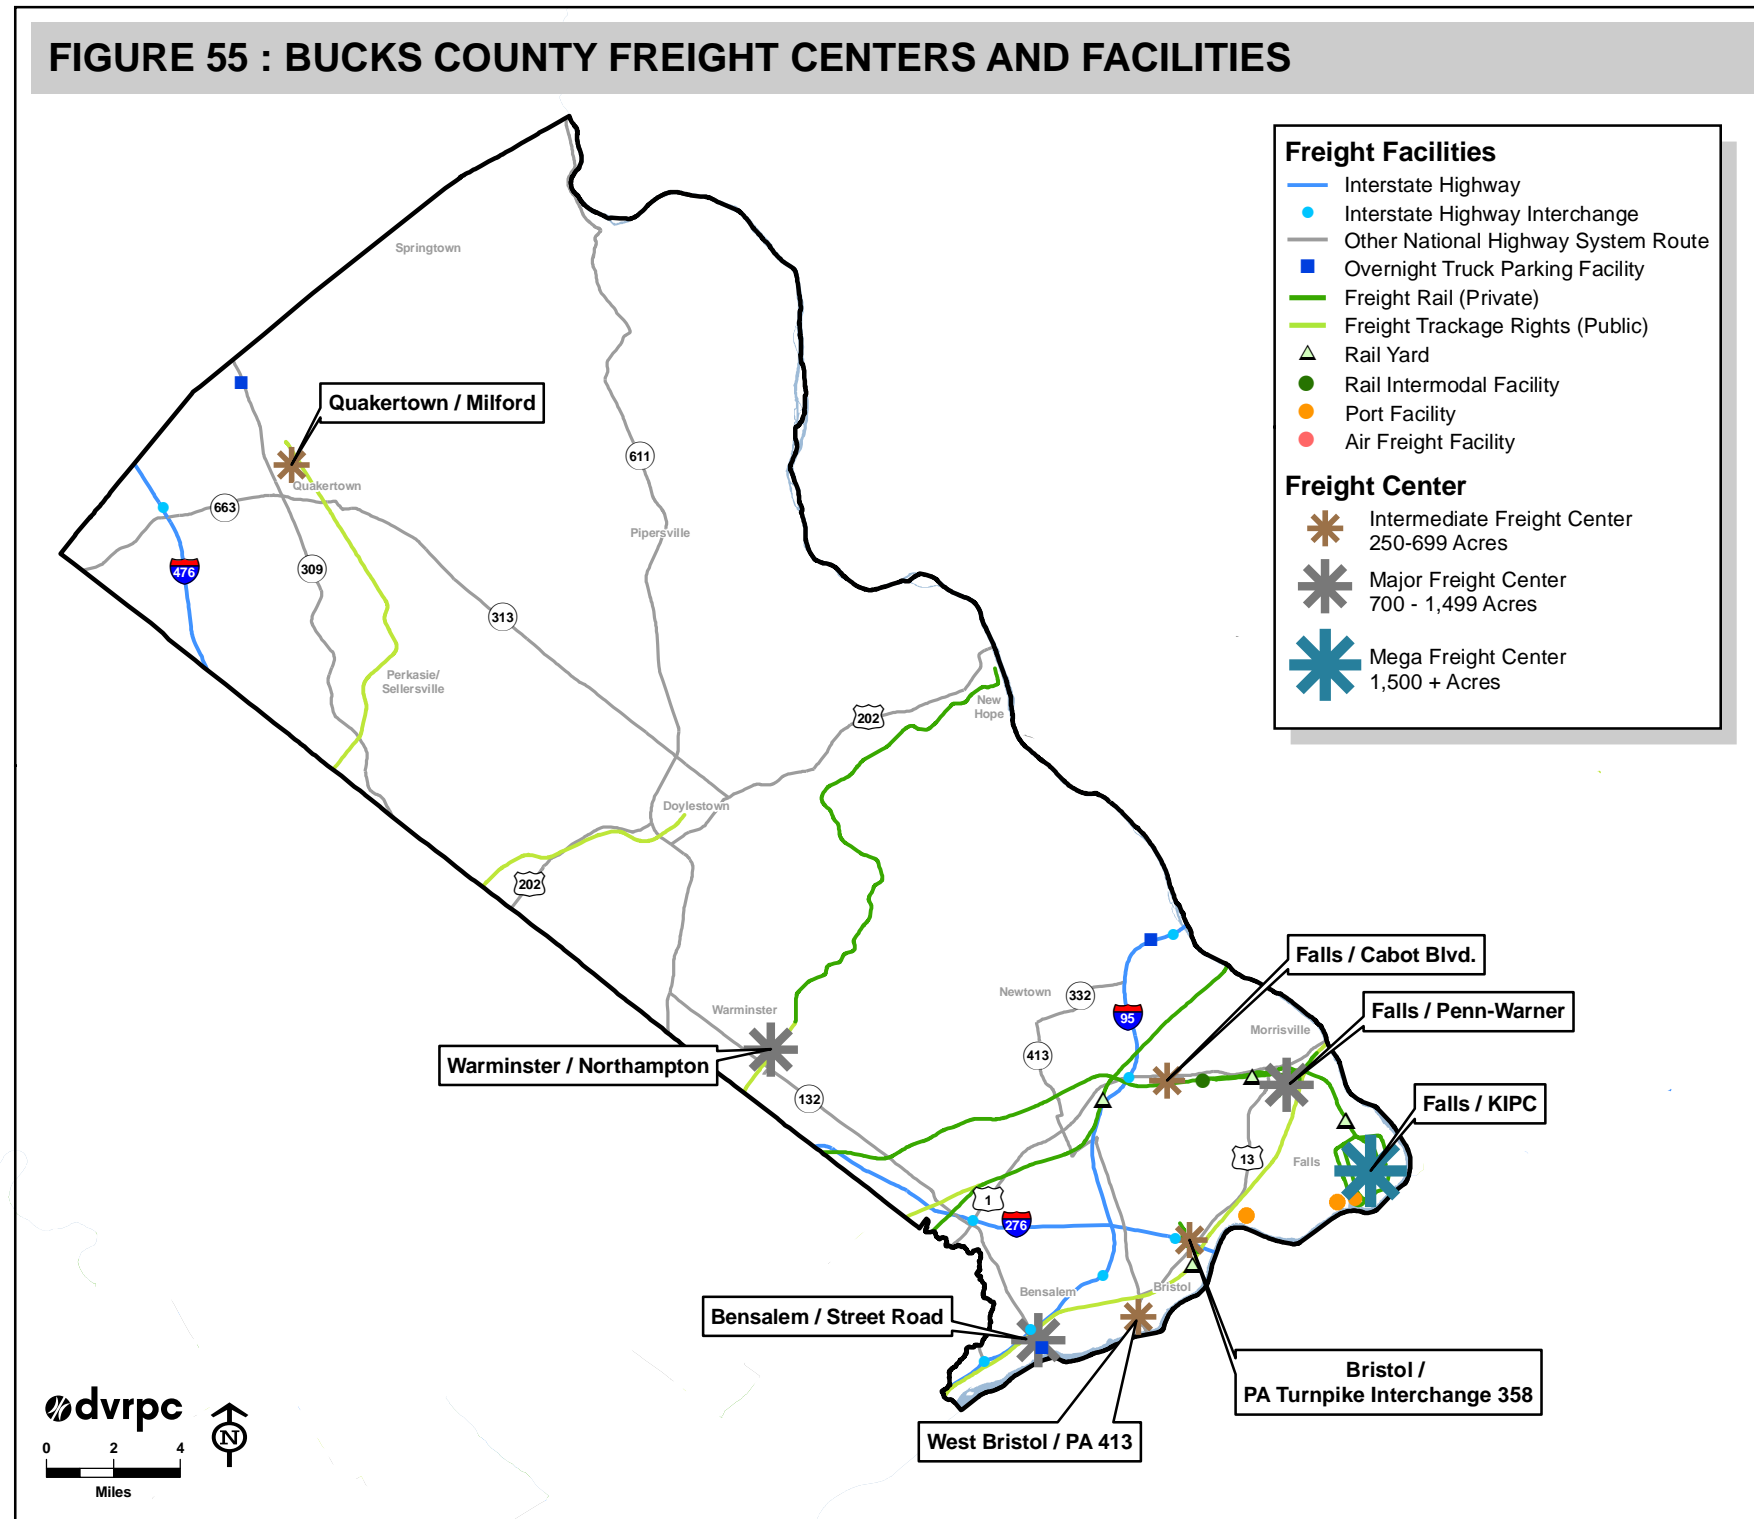 FIGURE 55 : BUCKS COUNTY FREIGHT CENTERS AND FACILITIES
Freight Facilities
Interstate Highway
Interstate Highway Interchange
Other National Highway System Route
Overnight Truck Parking Facility
Freight Rail (Private)
Freight Trackage Rights (Public)
Rail Yard
Rail Intermodal Facility
Port Facility
Air Freight Facility
Freight Center
Intermediate Freight Center
250-699 Acres
Major Freight Center
700 - 1,499 Acres
Mega Freight Center
1,500 + Acres
Springtown
Quakertown / Milford
611
Quakertown
663
Pipersville
476
309
313
Perkasie/
Sellersville
202
New
Hope
Doylestown
202
Falls / Cabot Blvd.
Newtown
332
Warminster
95
Falls / Penn-Warner
Morrisville
413
Warminster / Northampton
132
Falls / KIPC
13
Falls
1
276
Bristol
Bensalem
Bensalem / Street Road
Bristol /
PA Turnpike Interchange 358
West Bristol / PA 413
dvrpc
N
0 2 4
Miles